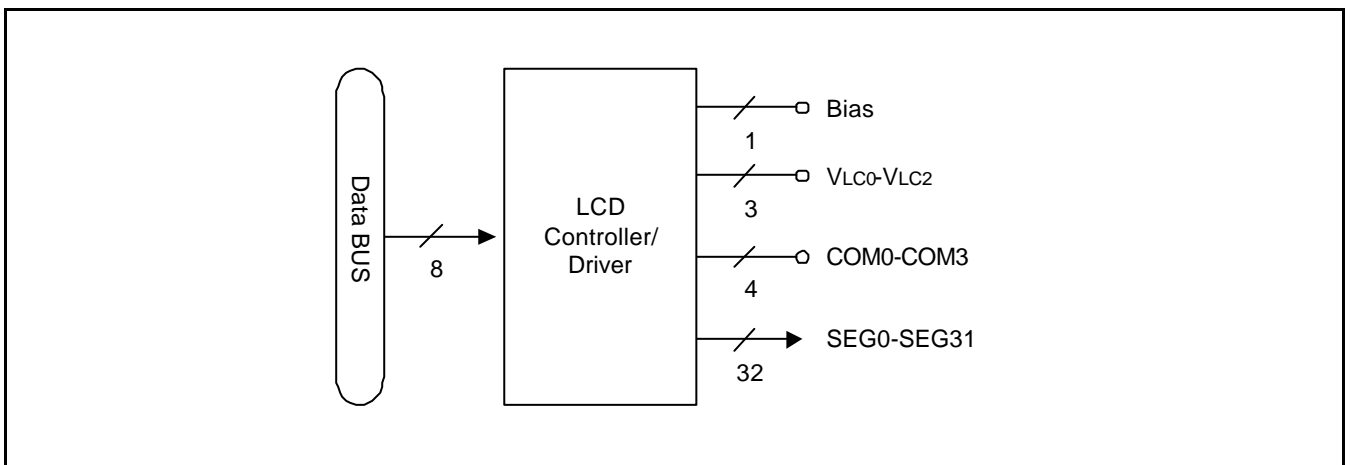 Data BUS
8
LCD
Controller/
Driver
Bias
1
VLC0-VLC2
3
COM0-COM3
4
SEG0-SEG31
32